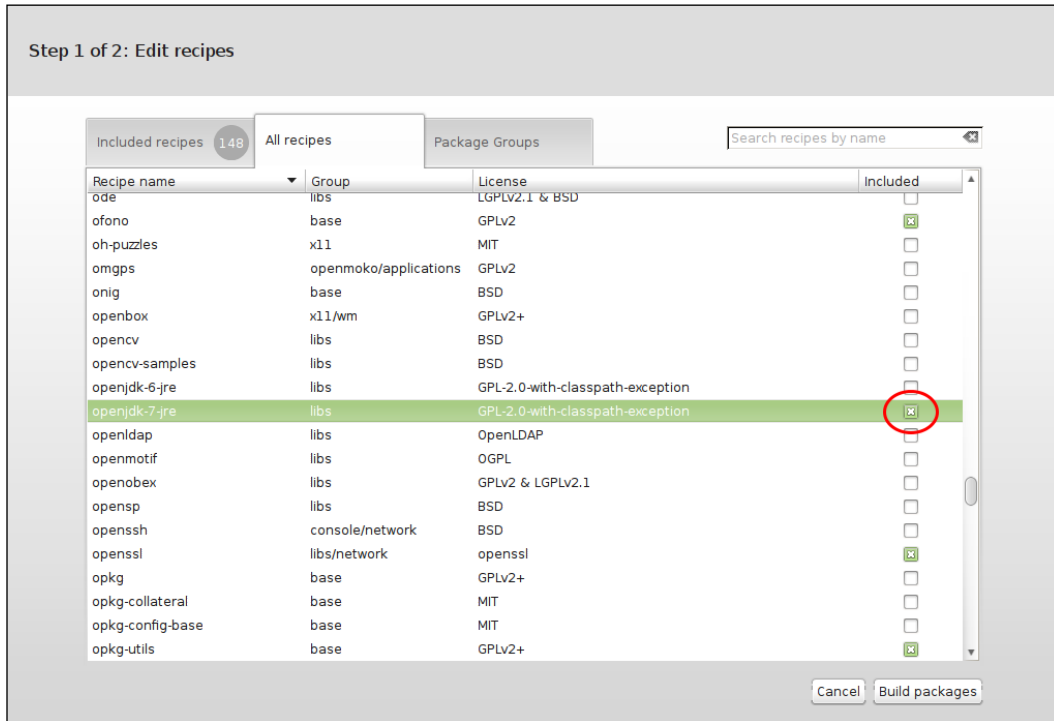 Step 1 of 2: Edit recipes
Included recipes 148 All recipes Package Groups Search recipes by name
Recipe name Group License Included
ode libs LGPLv2.1 & BSD
ofono base GPLv2
oh-puzzles x11 MIT
omgps openmoko/applications GPLv2
onig base BSD
openbox x11/wm GPLv2+
opencv libs BSD
opencv-samples libs BSD
openjdk-6-jre libs GPL-2.0-with-classpath-exception
openjdk-7-jre libs GPL-2.0-with-classpath-exception
openldap libs OpenLDAP
openmotif libs OGPL
openobex libs GPLv2 & LGPLv2.1
opensp libs BSD
openssh console/network BSD
openssl libs/network openssl
opkg base GPLv2+
opkg-collateral base MIT
opkg-config-base base MIT
opkg-utils base GPLv2+
Cancel Build packages